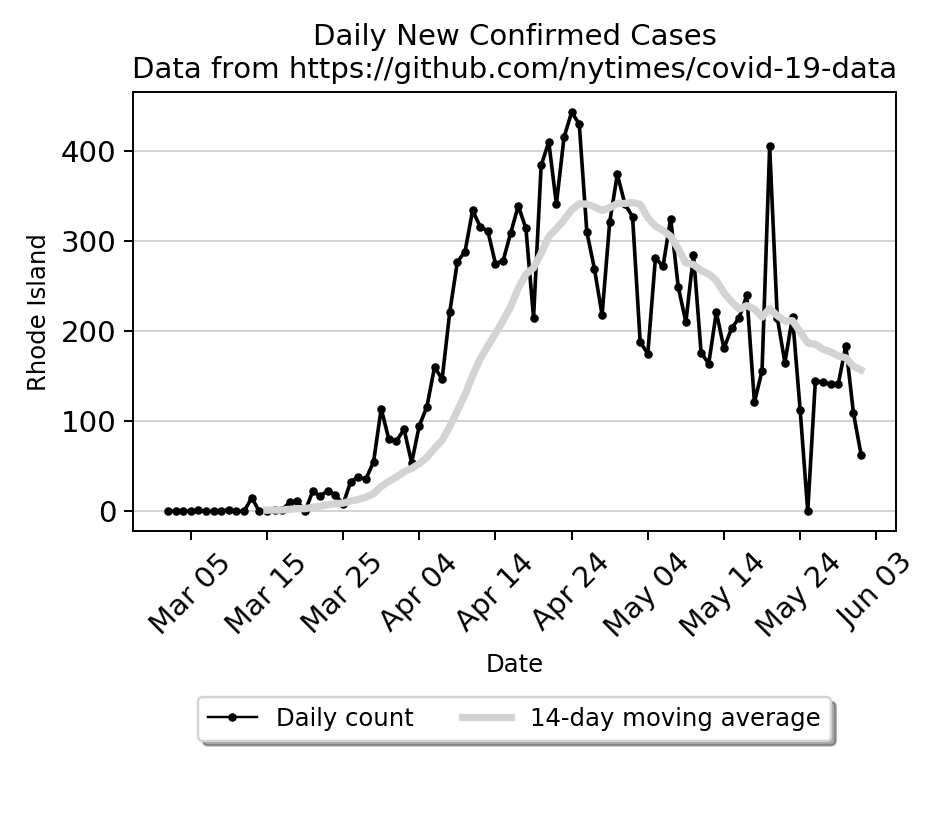 Daily New Confirmed Cases
Data from https://github.com/nytimes/covid-19-data
Rhode Island
400
300
200
100
0
Mar 05
Mar 15
Mar 25
Apr 04
Apr 14
Apr 24
May 04
May 14
May 24
Jun 03
Date
Daily count
14-day moving average